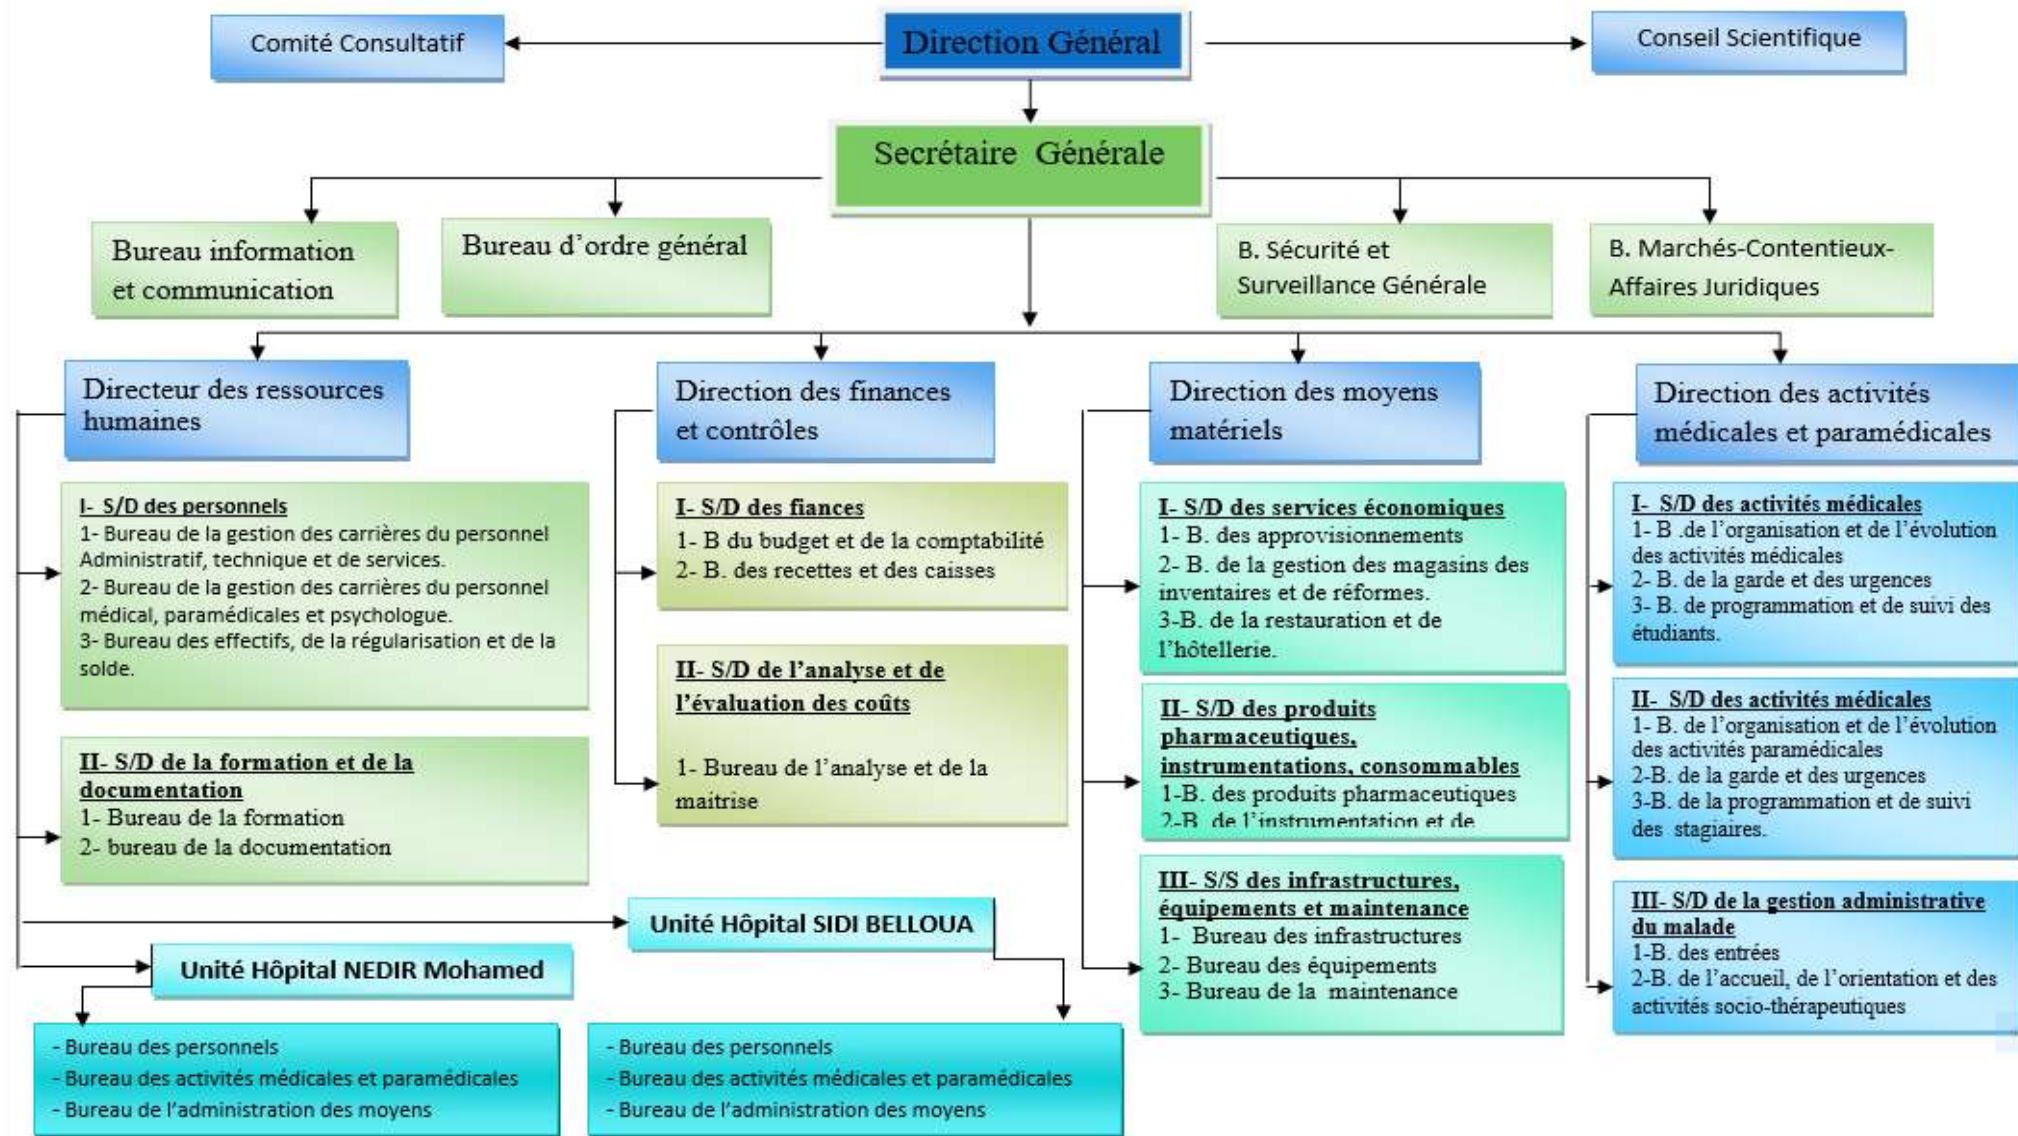 Comité Consultatif
Direction Général
Conseil Scientifique
Secrétaire Générale
Bureau information
et communication
Bureau d'ordre général
B. Sécurité et
Surveillance Générale
B. Marchés-Contentieux-
Affaires Juridiques
Directeur des ressources
humaines
Direction des finances
et contrôles
Direction des moyens
matériels
Direction des activités
médicales et paramédicales
I- S/D des personnels
1- Bureau de la gestion des carrières du personnel
Administratif, technique et de services.
2- Bureau de la gestion des carrières du personnel
médical, paramédicales et psychologue.
3- Bureau des effectifs, de la régularisation et de la
solde.
II- S/D de la formation et de la
documentation
1- Bureau de la formation
2- bureau de la documentation
I- S/D des fiances
1- B du budget et de la comptabilité
2- B. des recettes et des caisses
II- S/D de l'analyse et de
l'évaluation des coûts
1- Bureau de l'analyse et de la
maitrise
I- S/D des services économiques
1- B. des approvisionnements
2- B. de la gestion des magasins des
inventaires et de réformes.
3-B. de la restauration et de
l'hôtellerie.
II- S/D des produits
pharmaceutiques,
instrumentations, consommables
1-B. des produits pharmaceutiques
2-B. de l'instrumentation et de
III- S/S des infrastructures,
équipements et maintenance
1- Bureau des infrastructures
2- Bureau des équipements
3- Bureau de la maintenance
I- S/D des activités médicales
1- B .de l'organisation et de l'évolution
des activités médicales
2- B. de la garde et des urgences
3- B. de programmation et de suivi des
étudiants.
II- S/D des activités médicales
1- B. de l'organisation et de l'évolution
des activités paramédicales
2-B. de la garde et des urgences
3-B. de la programmation et de suivi
des stagiaires.
III- S/D de la gestion administrative
du malade
1-B. des entrées
2-B. de l'accueil, de l'orientation et des
activités socio-thérapeutiques
Unité Hôpital SIDI BELLOUA
Unité Hôpital NEDIR Mohamed
- Bureau des personnels
- Bureau des activités médicales et paramédicales
- Bureau de l'administration des moyens
- Bureau des personnels
- Bureau des activités médicales et paramédicales
- Bureau de l'administration des moyens